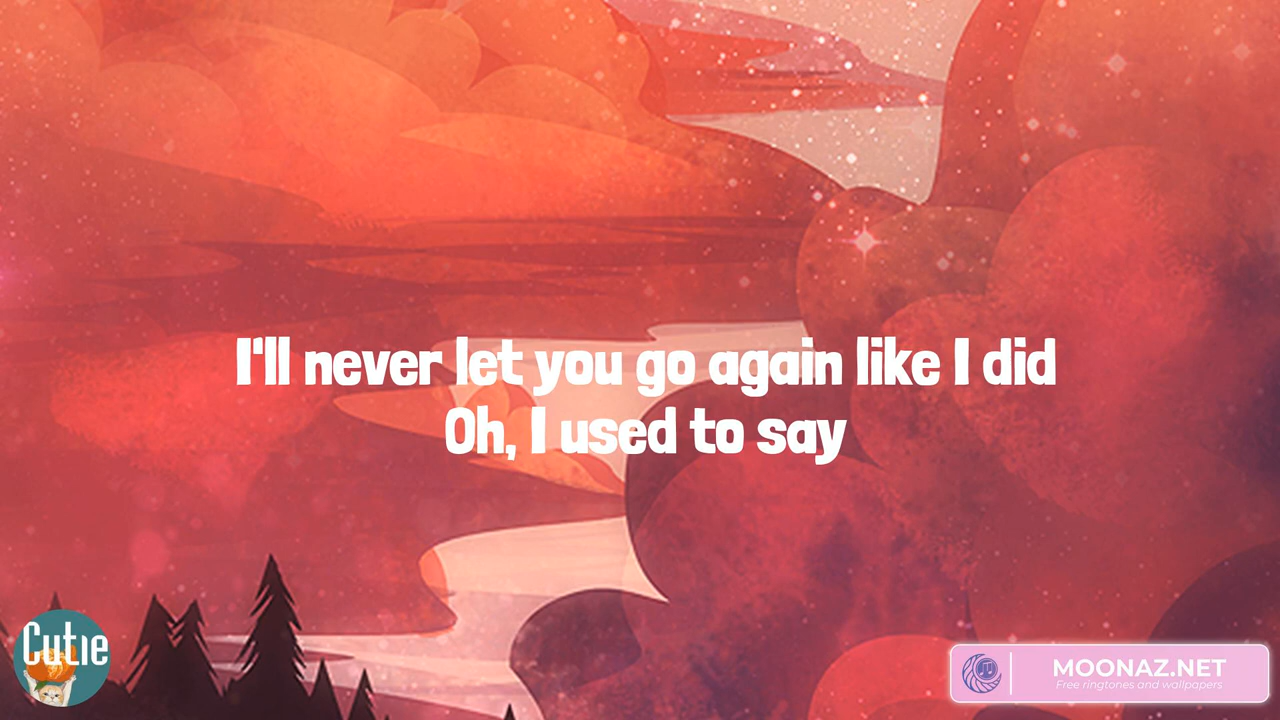 I'll never let you go again like I did
Oh, I used to say
Cutie
MOONAZ.NET
Free ringtones and wallpapers